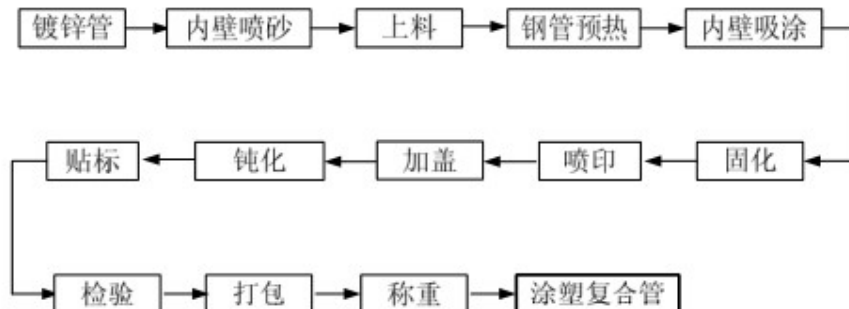 镀锌管 内壁喷砂 上料 钢管预热 内壁吸涂
贴标 钝化 加盖 喷印 固化
检验 打包 称重 涂塑复合管